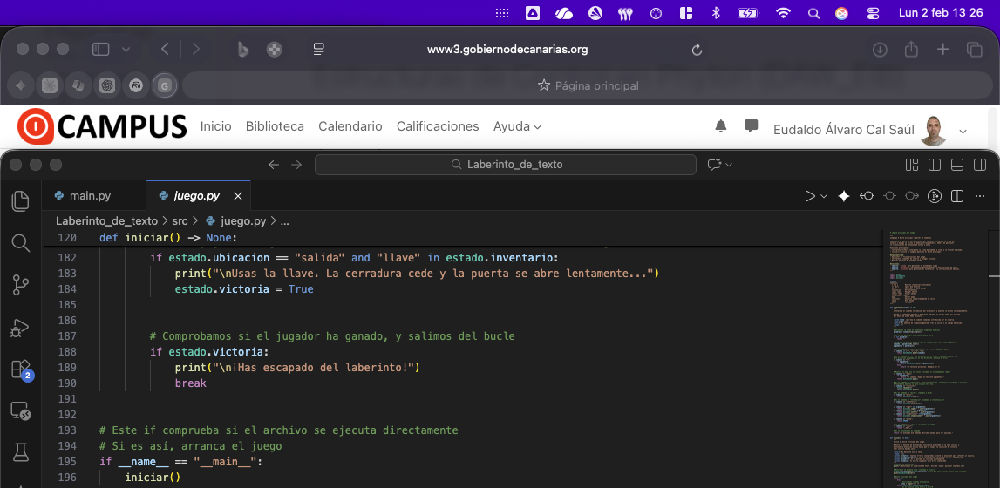 Lun 2 feb 13 26
www3.gobiernodecanarias.org
G
Página principal
CAMPUS
Inicio Biblioteca Calendario Calificaciones Ayuda
Eudaldo Álvaro Cal Saúl
Laberinto_de_texto
main.py juego.py
Laberinto_de_texto > src > juego.py > ...
120 def iniciar() -> None:
182 if estado.ubicacion == "salida" and "llave" in estado.inventario:
183 print("\nUsas la llave. La cerradura cede y la puerta se abre lentamente...")
184 estado.victoria = True
185
186
187 # Comprobamos si el jugador ha ganado, y salimos del bucle
188 if estado.victoria:
189 print("\n¡Has escapado del laberinto!")
190 break
191
192
193 # Este if comprueba si el archivo se ejecuta directamente
194 # Si es así, arranca el juego
195 if __name__ == "__main__":
196 iniciar()
2